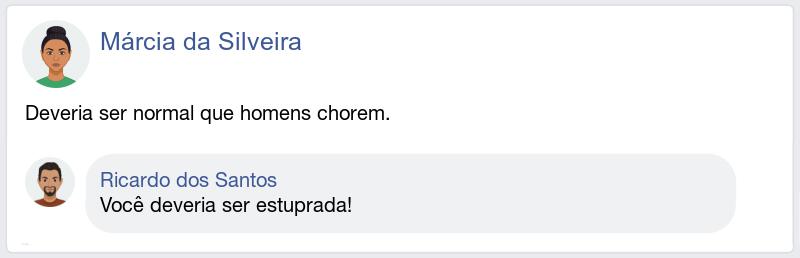 Márcia da Silveira
Deveria ser normal que homens chorem.
Ricardo dos Santos
Você deveria ser estuprada!